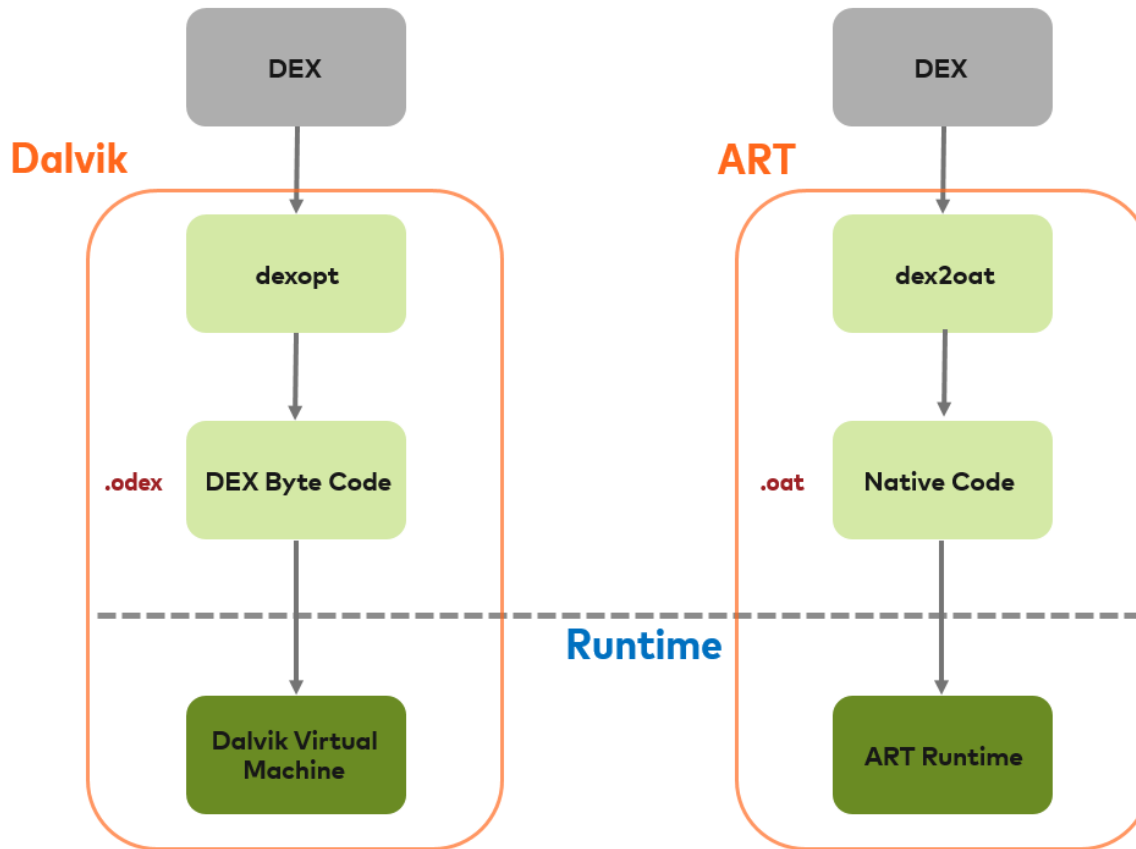 DEX
DEX
Dalvik
ART
dexopt
dex2oat
.odex
DEX Byte Code
.oat
Native Code
Runtime
Dalvik Virtual
Machine
ART Runtime